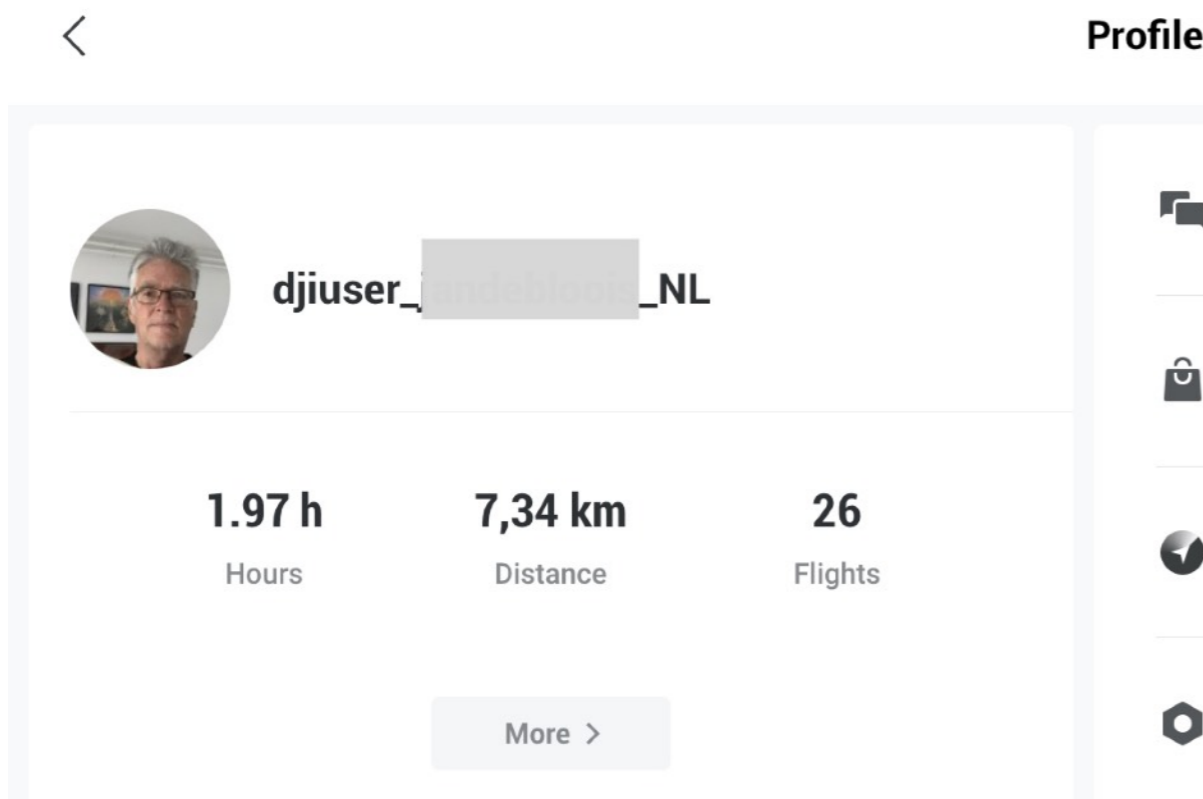 Profile
djiuser_ _NL
1.97 h
7,34 km
26
Hours
Distance
Flights
More >